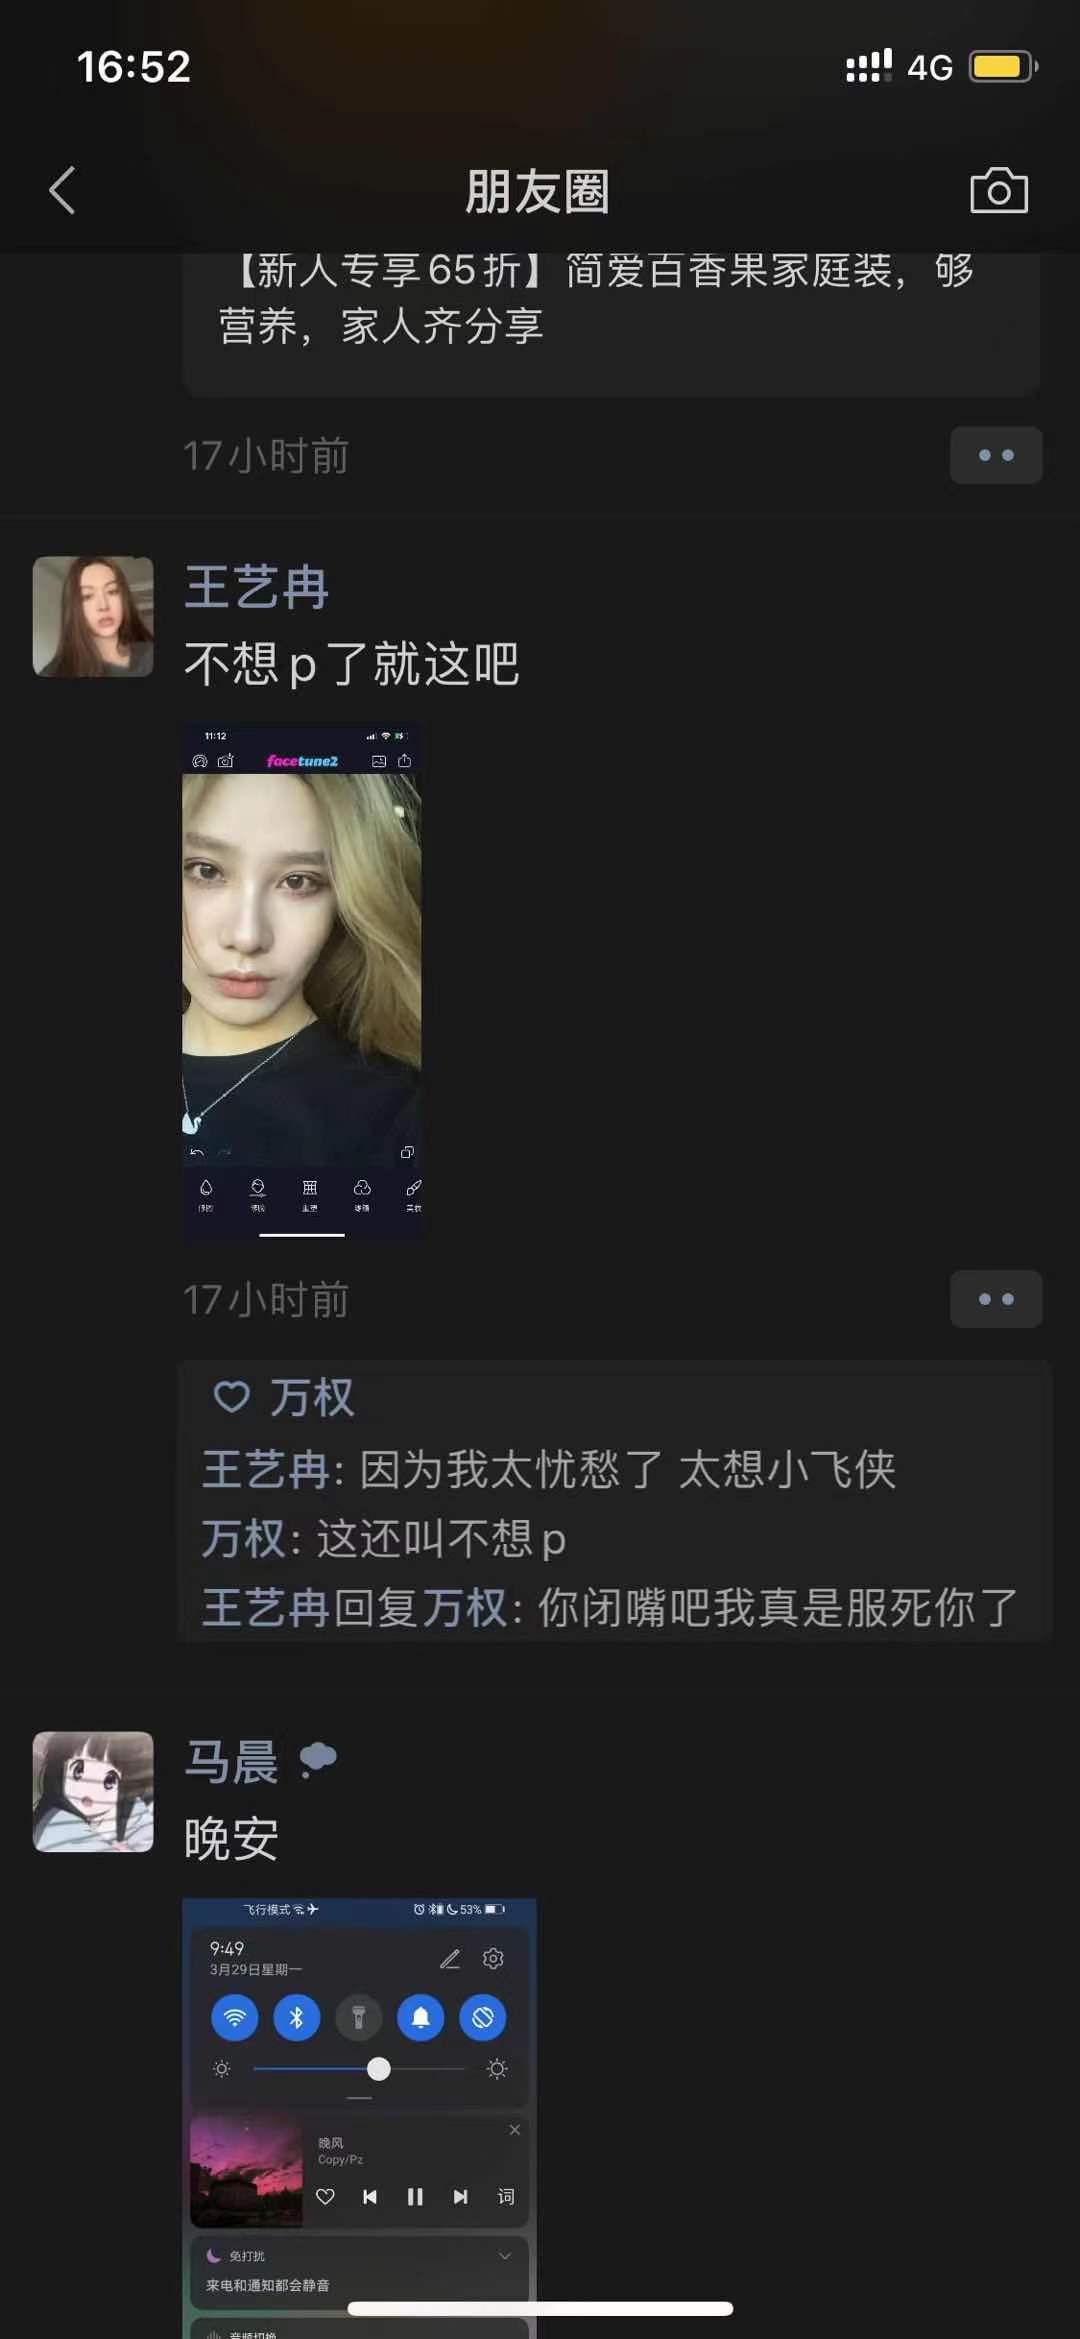 16:52
4G
朋友圈
【新人专享65折】简爱百香果家庭装，够
营养，家人齐分享
17小时前
王艺冉
不想p了就这吧
11:12
facetune2
17小时前
万权
王艺冉: 因为我太忧愁了 太想小飞侠
万权: 这还叫不想p
王艺冉回复万权: 你闭嘴吧我真是服死你了
马晨
晚安
飞行模式
53%
9:49
3月29日星期一
晚风
Copy/Pz
词
免打扰
来电和通知都会静音